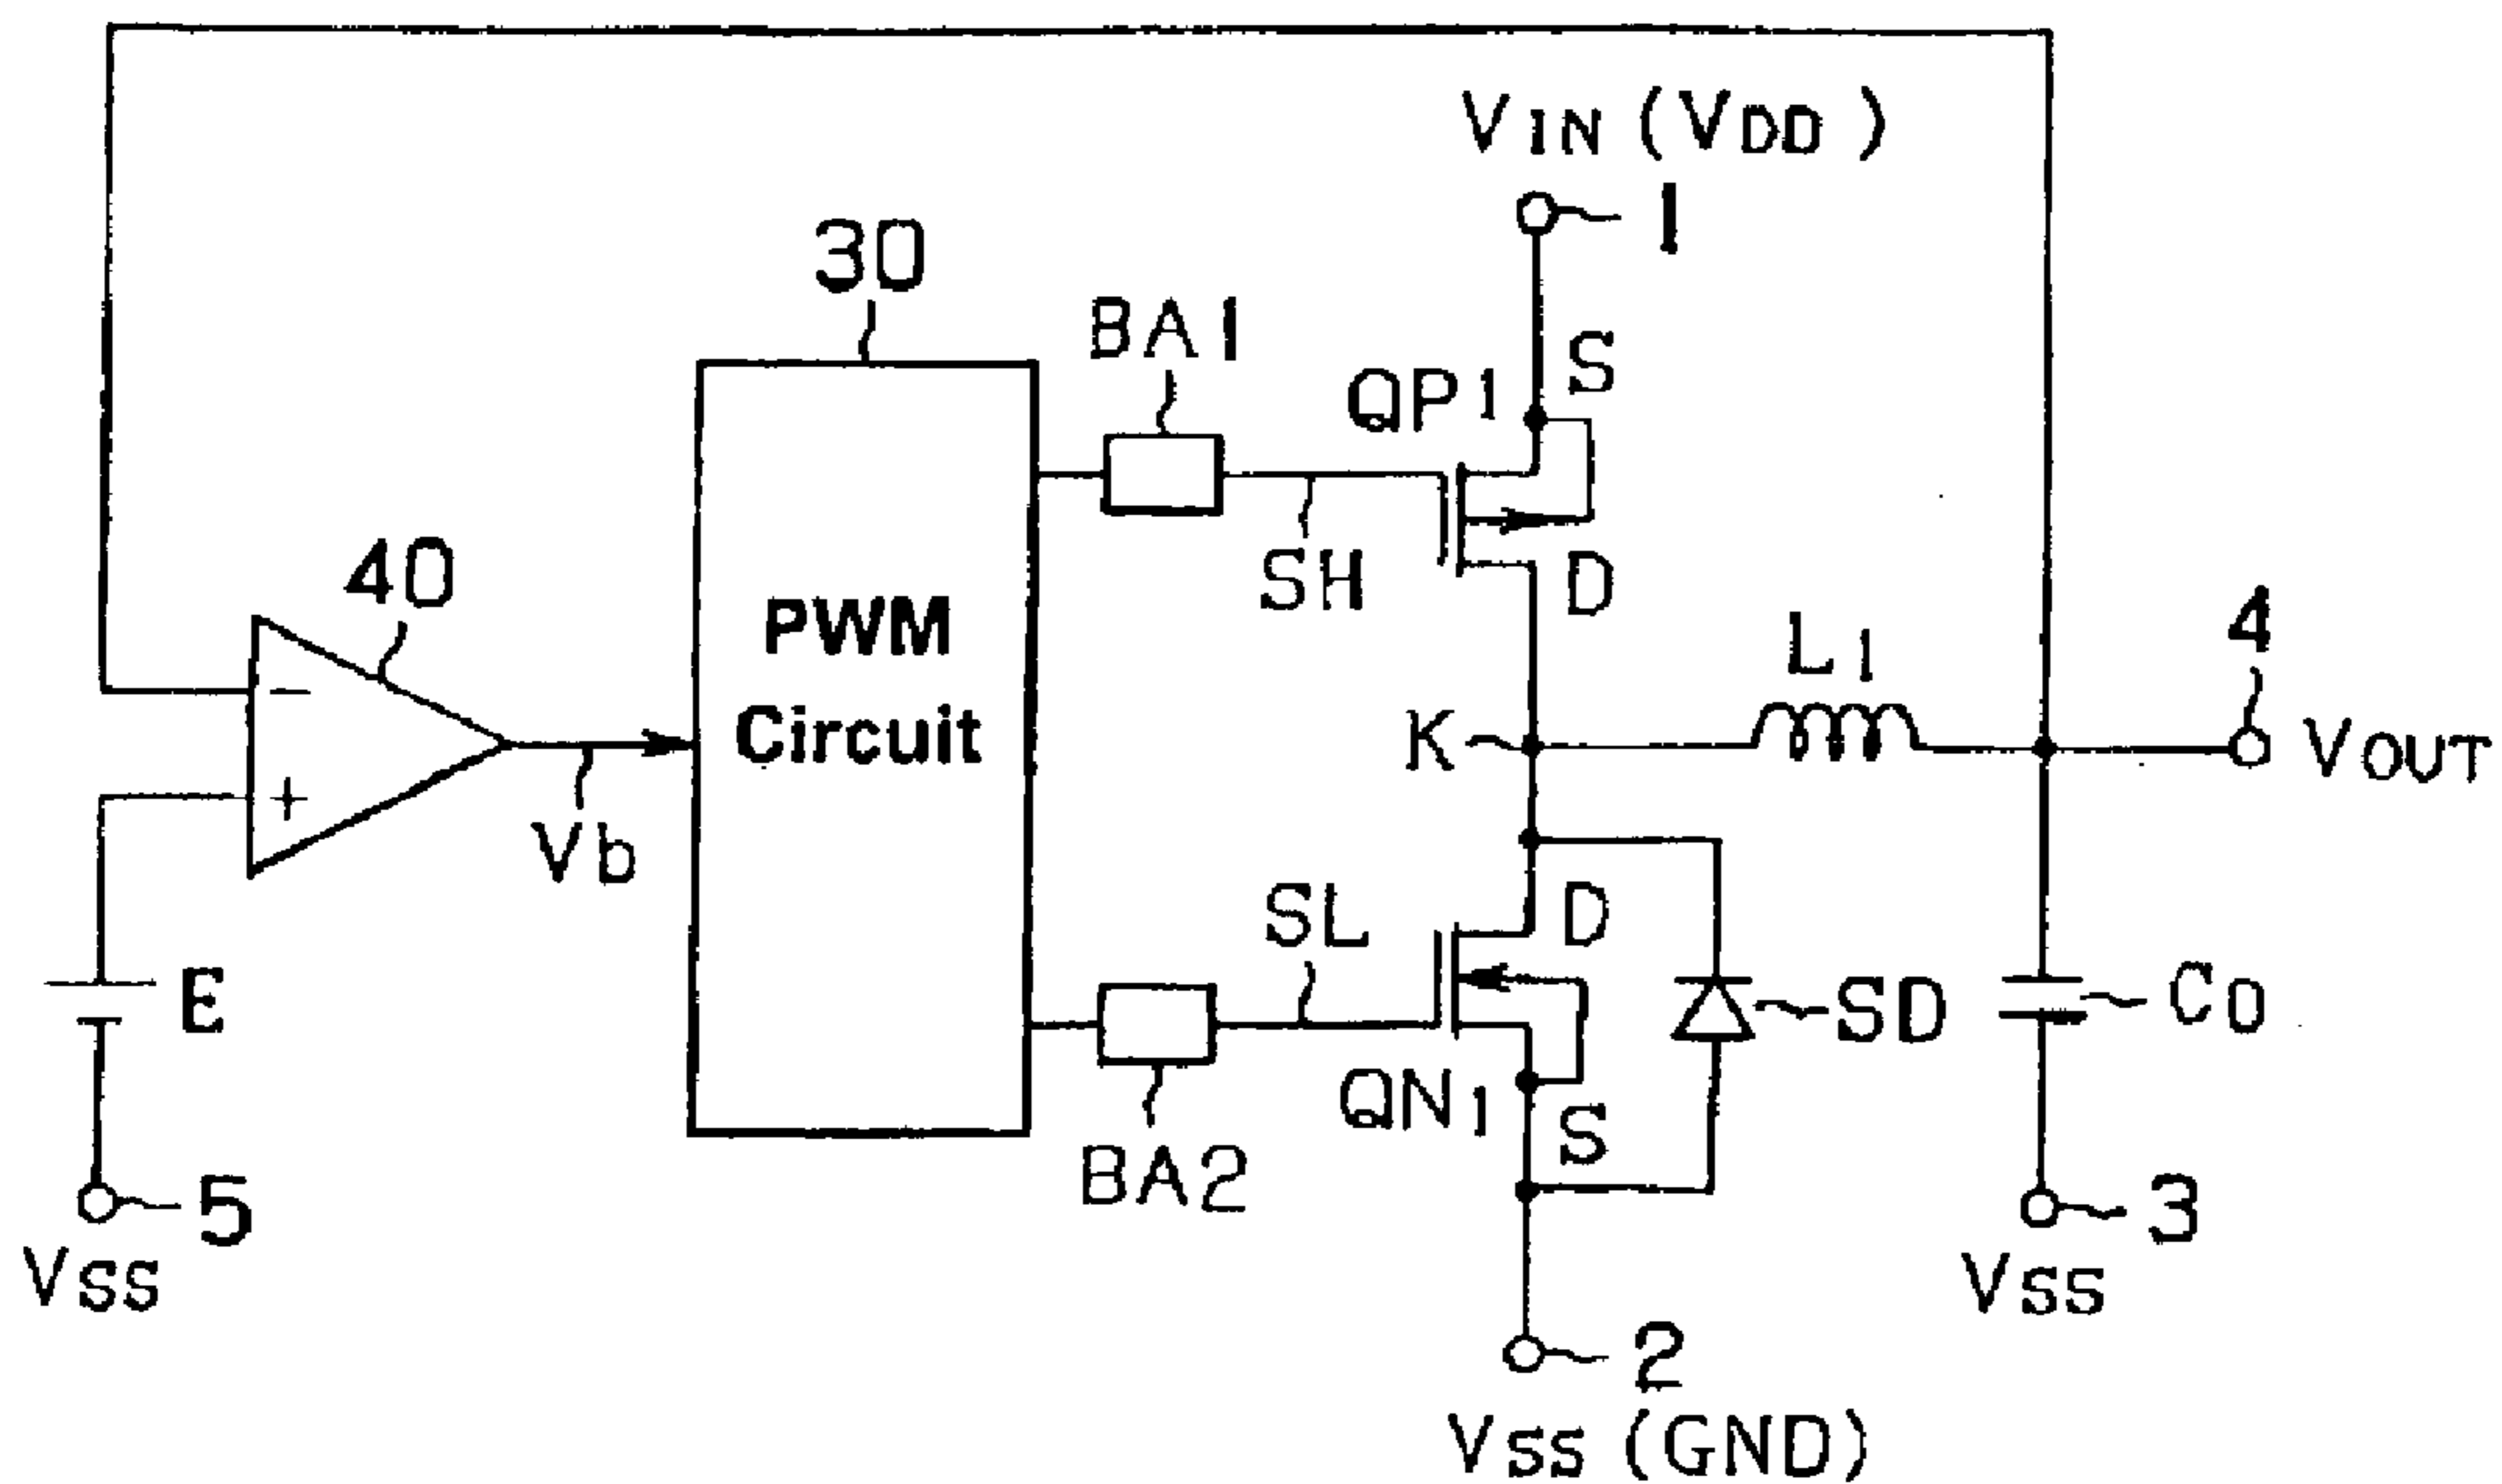 VIN (VDD)
1
30
BA1
S
QP1
40
SH
D
PWM
Circuit
4
L1
K
VOUT
Vb
SL
D
E
SD
CO
QN1
S
BA2
5
3
VSS
VSS
2
VSS (GND)
-
+